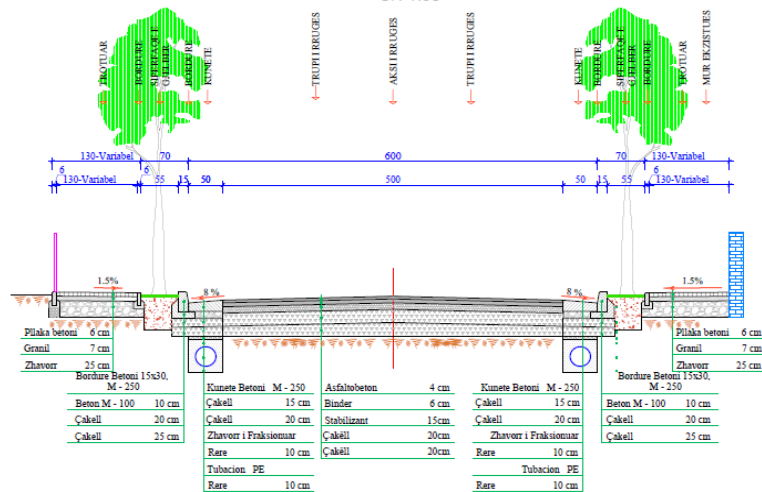 TROTUAR
BORDURE
SIPERFAQE E
GJELBER
BORDURE
KUNETE
TRUPI I RRUGES
AKSI I RRUGES
TRUPI I RRUGES
KUNETE
BORDURE
SIPERFAQE E
GJELBER
BORDURE
TROTUAR
MUR EKZISTUES
130-Variabel 70 600 70 130-Variabel
6 6 6
130-Variabel 55 15 50 500 50 15 55 130-Variabel
1.5% 8 % 8 % 1.5%
Pllaka betoni 6 cm
Granil 7 cm
Zhavorr 25 cm
Bordure Betoni 15x30,
M - 250
Beton M - 100 10 cm
Çakell 20 cm
Çakell 25 cm
Kunete Betoni M - 250
Çakell 15 cm
Çakell 20 cm
Zhavorr i Fraksionuar
Rere 10 cm
Tubacion PE
Rere 10 cm
Asfaltobeton 4 cm
Binder 6 cm
Stabilizant 15cm
Çakëll 20cm
Çakëll 20cm
Kunete Betoni M - 250
Çakell 15 cm
Çakell 20 cm
Zhavorr i Fraksionuar
Rere 10 cm
Tubacion PE
Rere 10 cm
Pllaka betoni 6 cm
Granil 7 cm
Zhavorr 25 cm
Bordure Betoni 15x30,
M - 250
Beton M - 100 10 cm
Çakell 20 cm
Çakell 25 cm